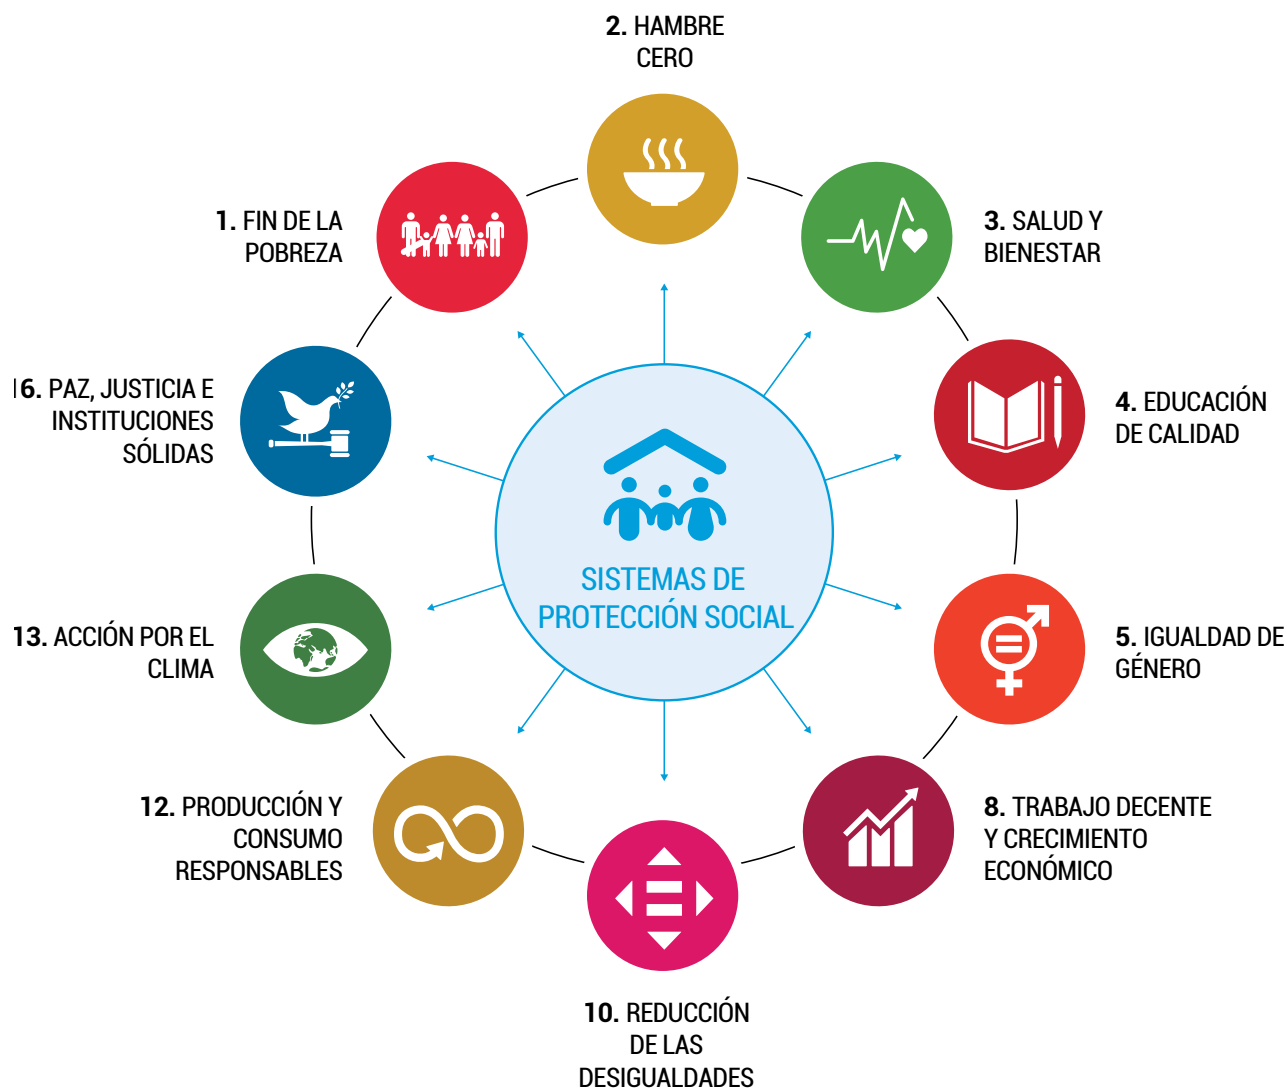 2. HAMBRE
CERO
1. FIN DE LA
POBREZA
3. SALUD Y
BIENESTAR
16. PAZ, JUSTICIA E
INSTITUCIONES
SÓLIDAS
4. EDUCACIÓN
DE CALIDAD
SISTEMAS DE
PROTECCIÓN SOCIAL
13. ACCIÓN POR EL
CLIMA
5. IGUALDAD DE
GÉNERO
12. PRODUCCIÓN Y
CONSUMO
RESPONSABLES
8. TRABAJO DECENTE
Y CRECIMIENTO
ECONÓMICO
10. REDUCCIÓN
DE LAS
DESIGUALDADES